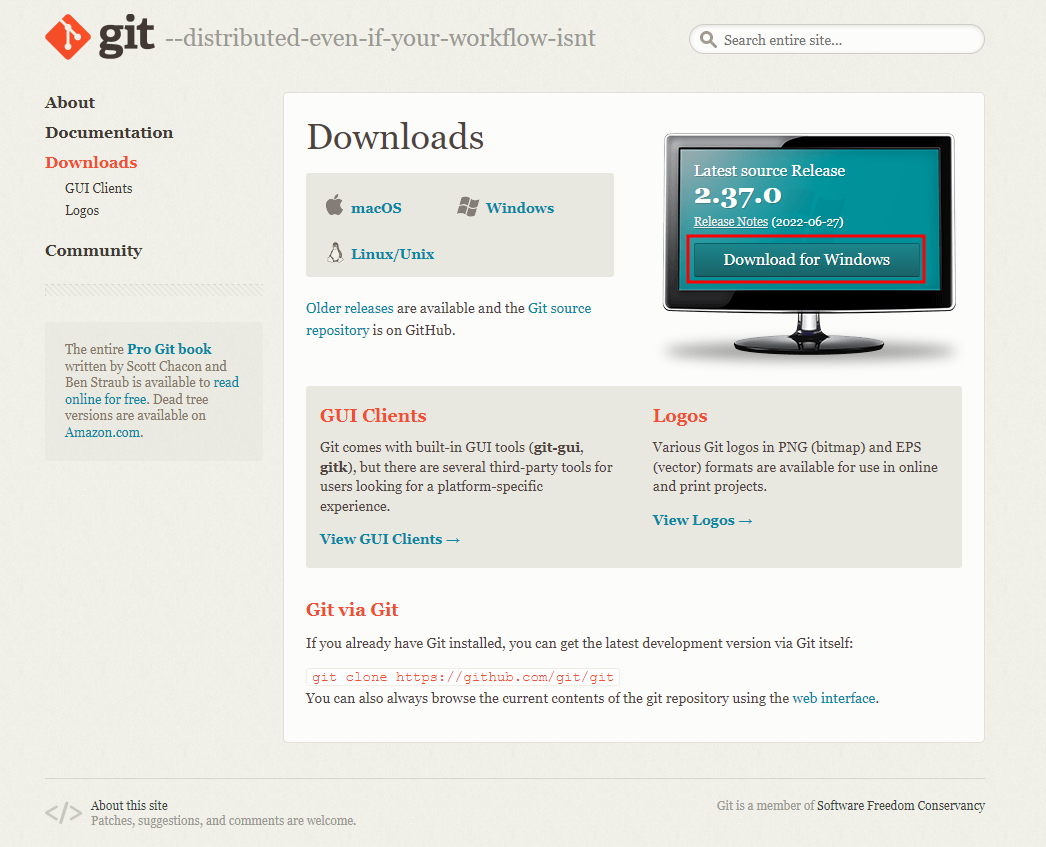 git --distributed-even-if-your-workflow-isnt
Search entire site...
About
Documentation
Downloads
GUI Clients
Logos
Community
The entire Pro Git book
written by Scott Chacon and
Ben Straub is available to read
online for free. Dead tree
versions are available on
Amazon.com.
Downloads
macOS
Windows
Linux/Unix
Older releases are available and the Git source
repository is on GitHub.
Latest source Release
2.37.0
Release Notes (2022-06-27)
Download for Windows
GUI Clients
Git comes with built-in GUI tools (git-gui,
gitk), but there are several third-party tools for
users looking for a platform-specific
experience.
View GUI Clients →
Logos
Various Git logos in PNG (bitmap) and EPS
(vector) formats are available for use in online
and print projects.
View Logos →
Git via Git
If you already have Git installed, you can get the latest development version via Git itself:
git clone https://github.com/git/git
You can also always browse the current contents of the git repository using the web interface.
</> About this site
Patches, suggestions, and comments are welcome.
Git is a member of Software Freedom Conservancy